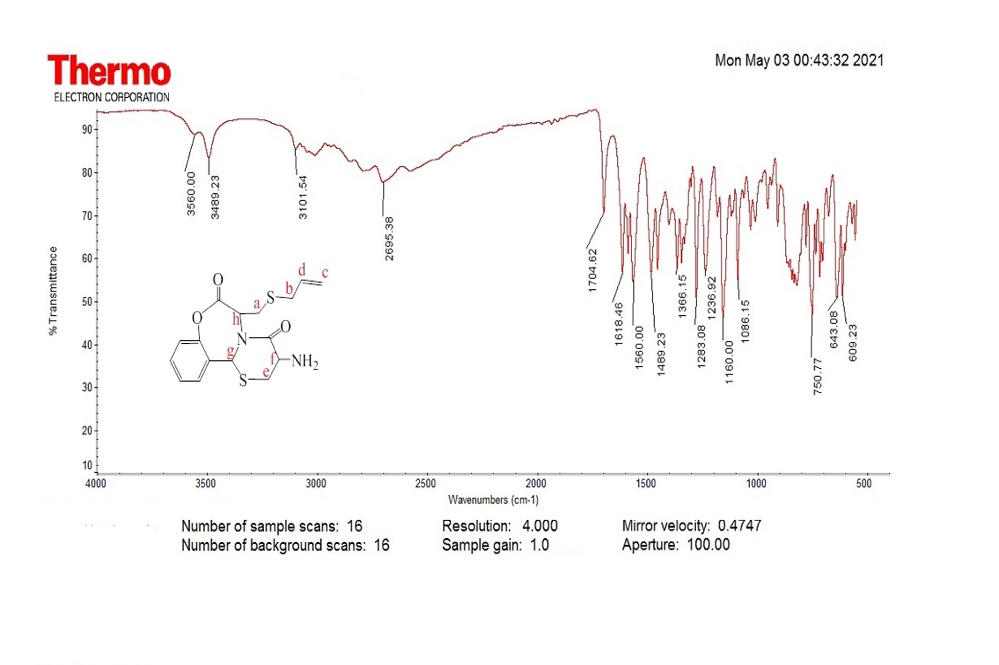 Thermo
ELECTRON CORPORATION
Mon May 03 00:43:32 2021
% Transmittance
90
80
70
60
50
40
30
20
10
3560.00
3489.23
3101.54
2695.38
1704.62
1618.46
1560.00
1489.23
1366.15
1283.08
1236.92
1160.00
1086.15
750.77
643.08
609.23
O
a
S
b
d
c
O
h
N
O
g
f
NH2
S
e
4000
3500
3000
2500
2000
1500
1000
500
Wavenumbers (cm-1)
Number of sample scans: 16
Number of background scans: 16
Resolution: 4.000
Sample gain: 1.0
Mirror velocity: 0.4747
Aperture: 100.00